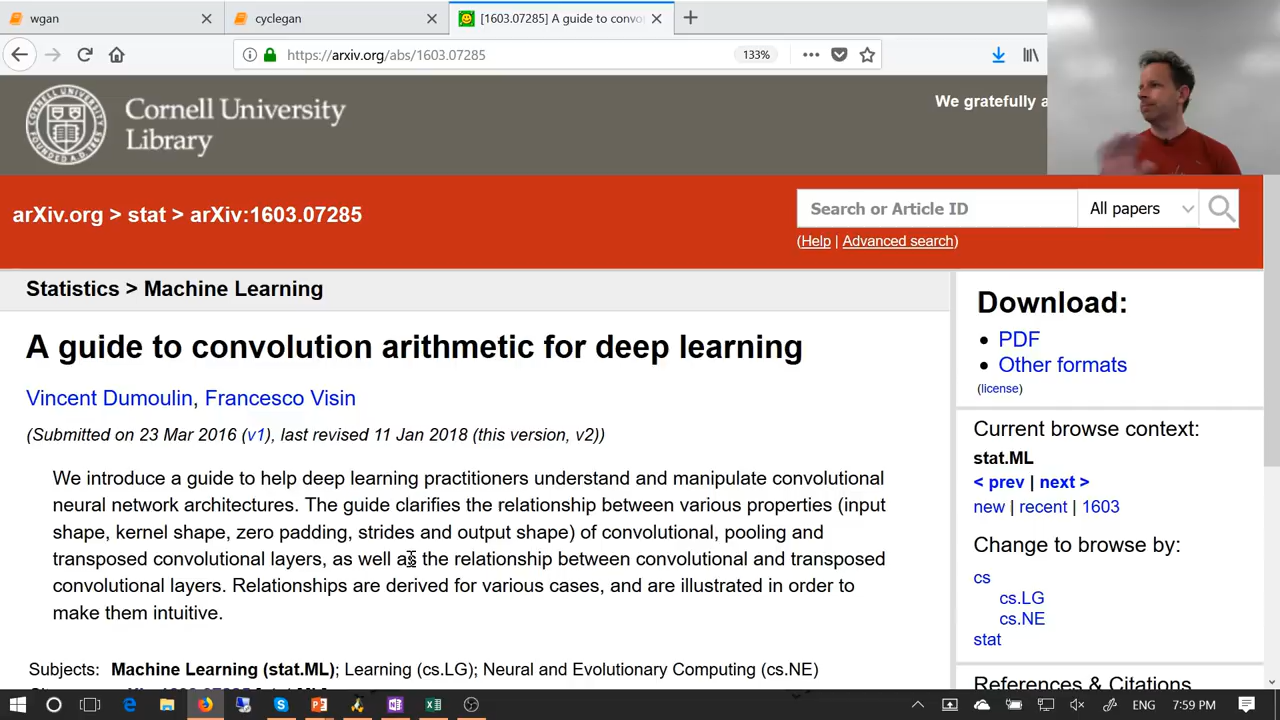 wgan
cyclegan
[1603.07285] A guide to convo
https://arxiv.org/abs/1603.07285
133%
Cornell University
Library
We gratefully a
arXiv.org > stat > arXiv:1603.07285
Search or Article ID
All papers
(Help | Advanced search)
Statistics > Machine Learning
A guide to convolution arithmetic for deep learning
Vincent Dumoulin, Francesco Visin
(Submitted on 23 Mar 2016 (v1), last revised 11 Jan 2018 (this version, v2))
We introduce a guide to help deep learning practitioners understand and manipulate convolutional
neural network architectures. The guide clarifies the relationship between various properties (input
shape, kernel shape, zero padding, strides and output shape) of convolutional, pooling and
transposed convolutional layers, as well as the relationship between convolutional and transposed
convolutional layers. Relationships are derived for various cases, and are illustrated in order to
make them intuitive.
Subjects: Machine Learning (stat.ML); Learning (cs.LG); Neural and Evolutionary Computing (cs.NE)
Download:
PDF
Other formats
(license)
Current browse context:
stat.ML
< prev | next >
new | recent | 1603
Change to browse by:
cs
cs.LG
cs.NE
stat
References & Citations
ENG
7:59 PM